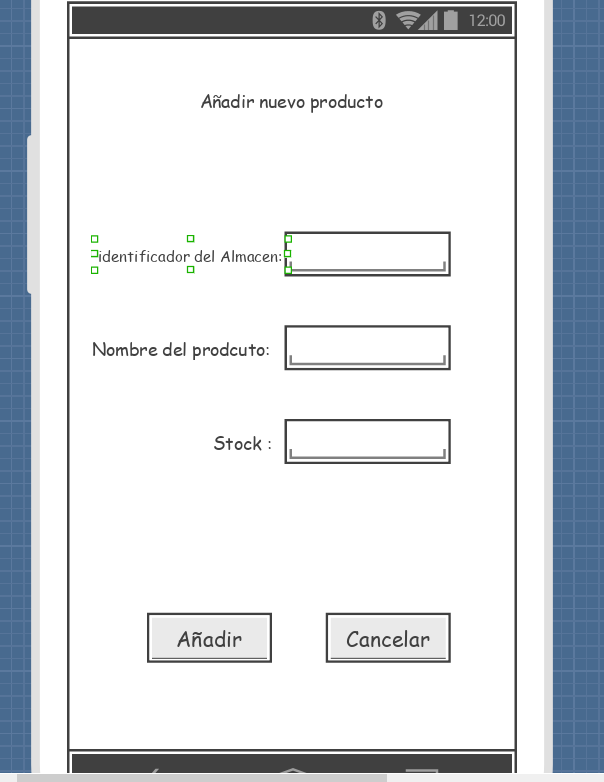 12:00
Añadir nuevo producto
identificador del Almacen:
Nombre del prodcuto:
Stock :
Añadir
Cancelar